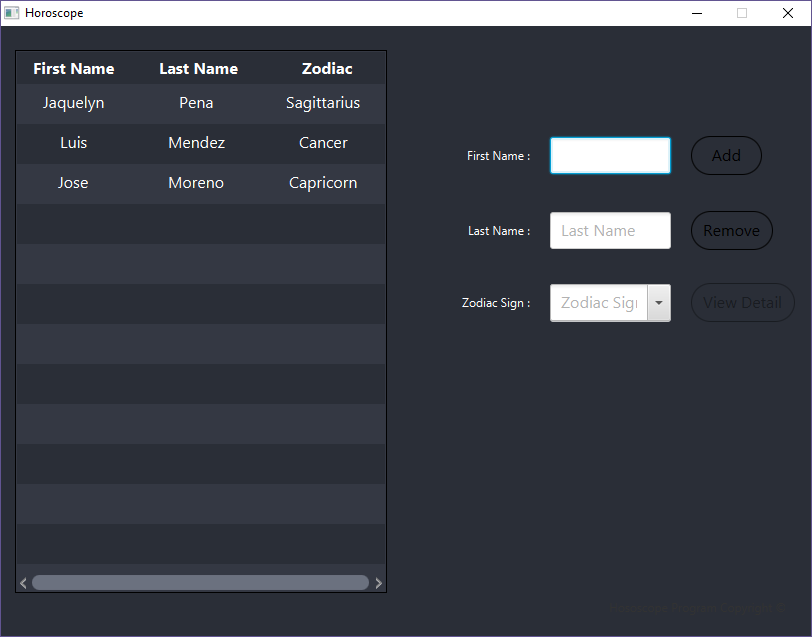 Horoscope
First Name Last Name Zodiac
Jaquelyn Pena Sagittarius
Luis Mendez Cancer
Jose Moreno Capricorn
First Name :
Add
Last Name : Last Name
Remove
Zodiac Sign : Zodiac Sign
View Detail